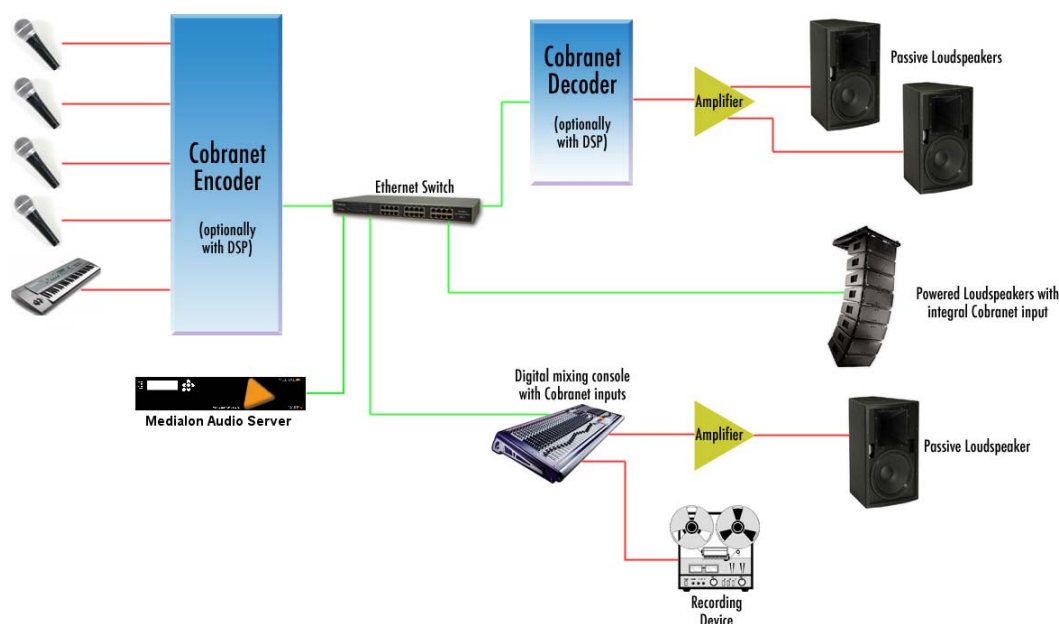 Cobranet
Encoder
(optionally
with DSP)
Ethernet Switch
Cobranet
Decoder
(optionally
with DSP)
Amplifier
Passive Loudspeakers
Powered Loudspeakers with
integral Cobranet input
Medialon Audio Server
Digital mixing console
with Cobranet inputs
Amplifier
Passive Loudspeaker
Recording
Device